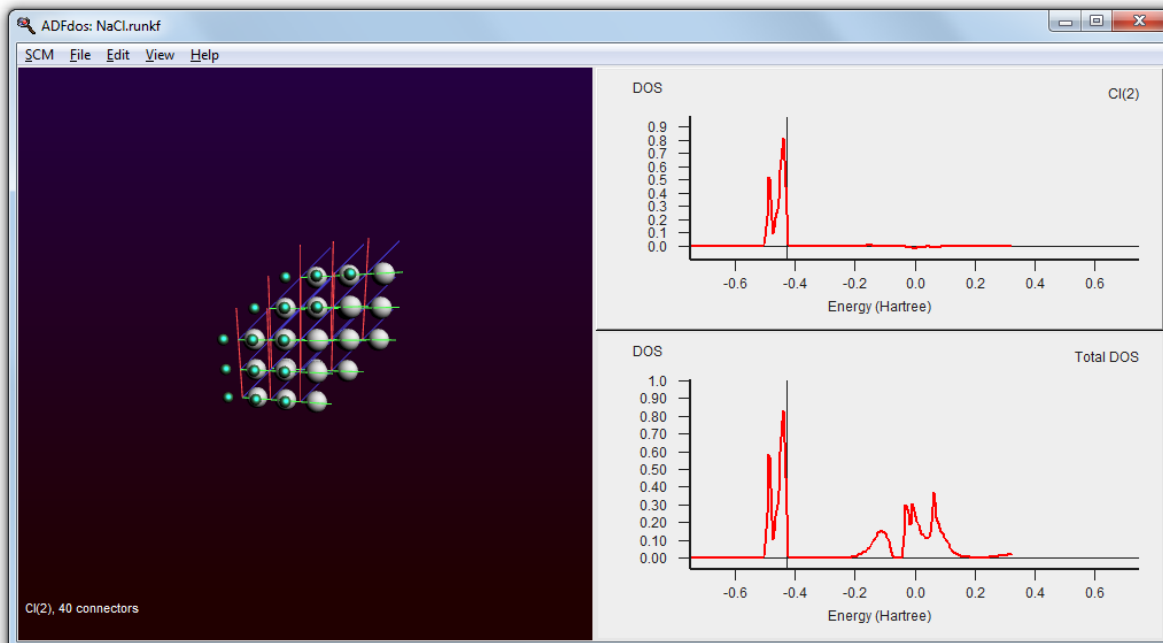 ADFdos: NaCl.runkf
SCM File Edit View Help
DOS
Cl(2)
0.9
0.8
0.7
0.6
0.5
0.4
0.3
0.2
0.1
0.0
-0.6 -0.4 -0.2 0.0 0.2 0.4 0.6
Energy (Hartree)
DOS
Total DOS
1.0
0.90
0.80
0.70
0.60
0.50
0.40
0.30
0.20
0.10
0.00
-0.6 -0.4 -0.2 0.0 0.2 0.4 0.6
Energy (Hartree)
Cl(2), 40 connectors